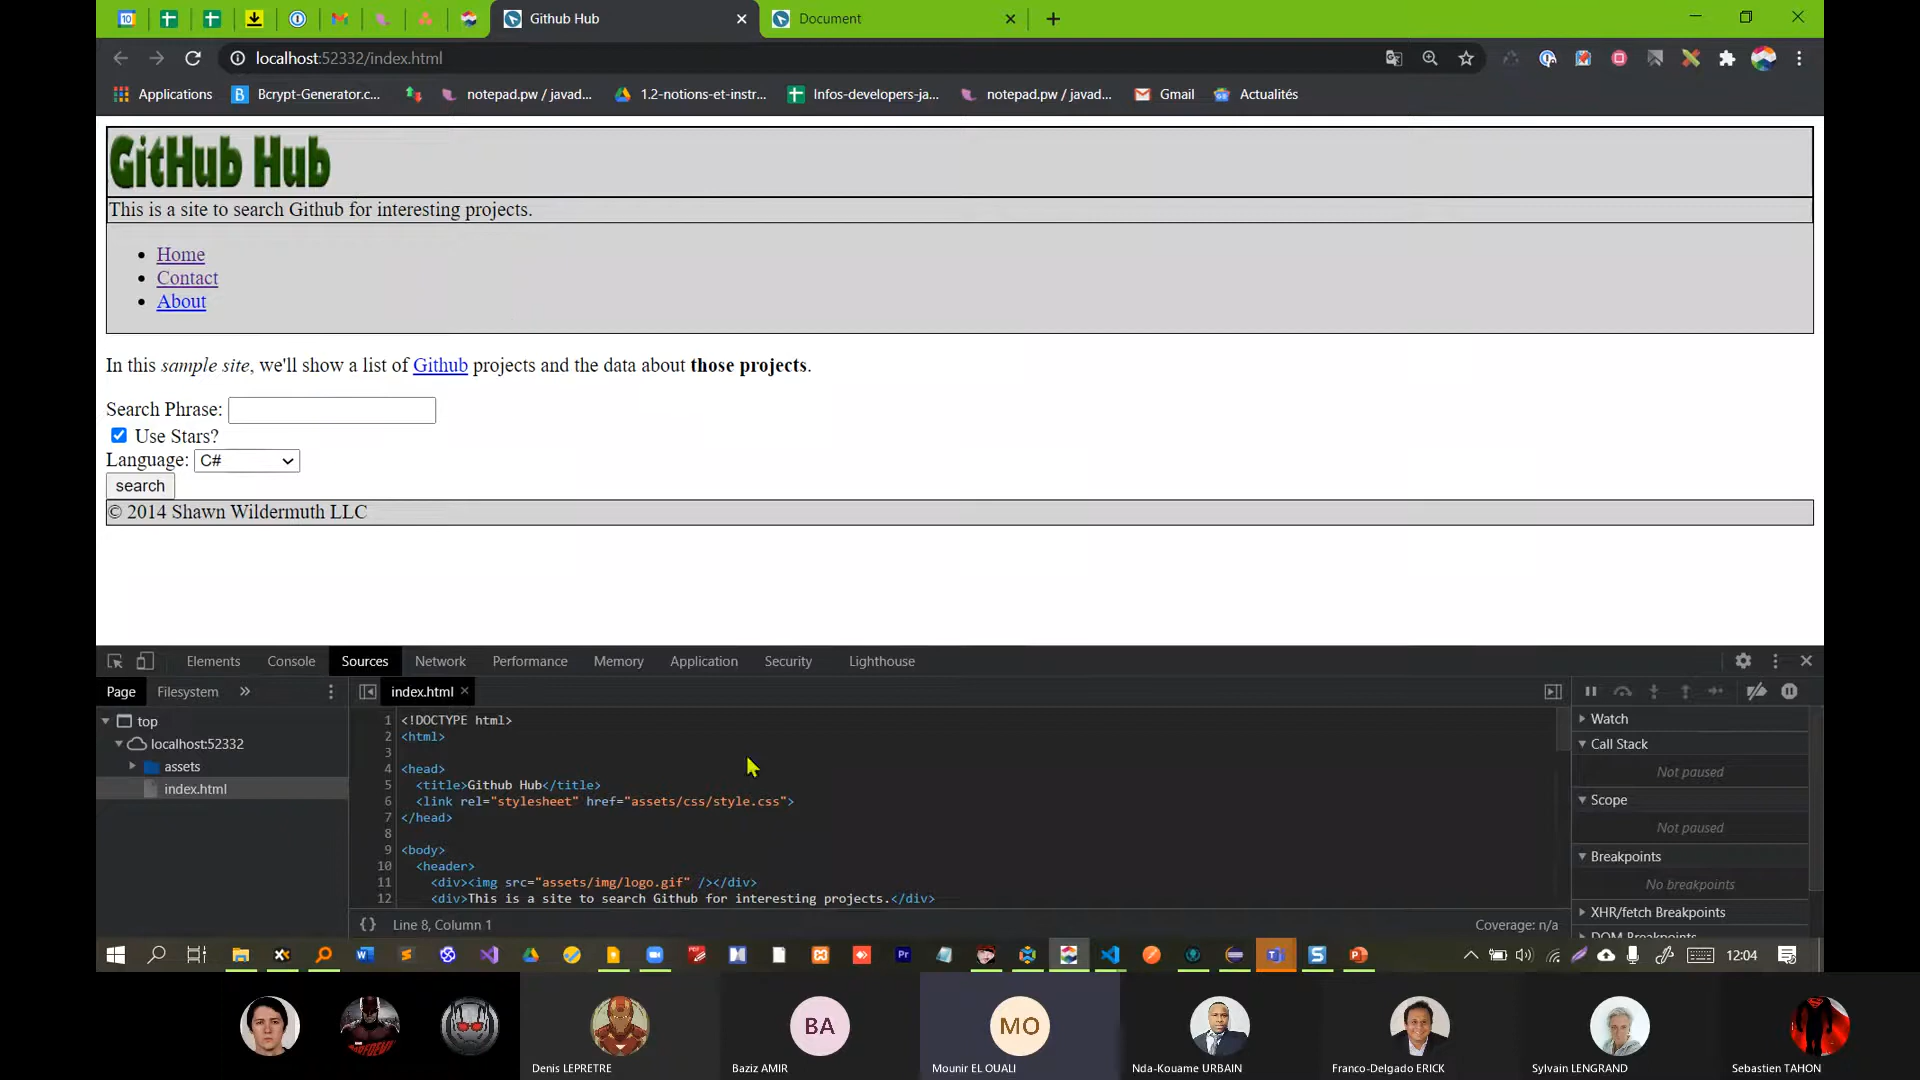 Github Hub
Document
localhost:52332/index.html
Applications
Bcrypt-Generator.c...
notepad.pw / javad...
1.2-notions-et-instr...
Infos-developers-ja...
notepad.pw / javad...
Gmail
Actualités
GitHub Hub
This is a site to search Github for interesting projects.
Home
Contact
About
In this sample site, we'll show a list of Github projects and the data about those projects.
Search Phrase:
Use Stars?
Language: C#
search
© 2014 Shawn Wildermuth LLC
Elements Console Sources Network Performance Memory Application Security Lighthouse
Page Filesystem »
index.html
top
localhost:52332
assets
index.html
1 <!DOCTYPE html>
2 <html>
3
4 <head>
5 <title>Github Hub</title>
6 <link rel="stylesheet" href="assets/css/style.css">
7 </head>
8
9 <body>
10 <header>
11 <div><img src="assets/img/logo.gif" /></div>
12 <div>This is a site to search Github for interesting projects.</div>
{} Line 8, Column 1
Coverage: n/a
Watch
Call Stack
Not paused
Scope
Not paused
Breakpoints
No breakpoints
XHR/fetch Breakpoints
DOM Breakpoints
12:04
BA
MO
Denis LEPRETRE
Baziz AMIR
Mounir EL OUALI
Nda-Kouame URBAIN
Franco-Delgado ERICK
Sylvain LENGRAND
Sebastien TAHON